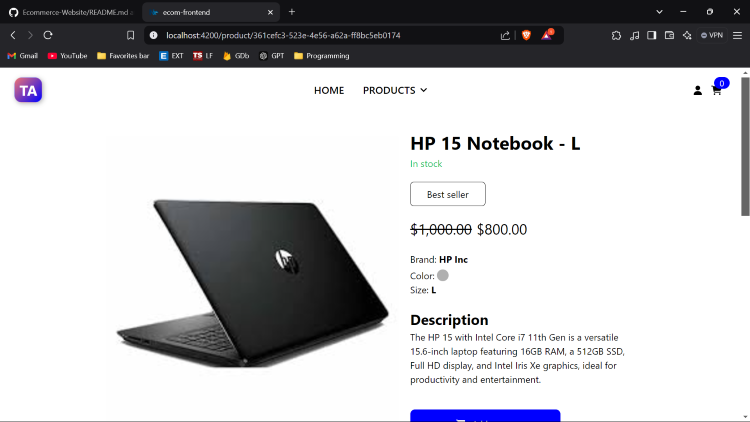 Ecommerce-Website/README.md
ecom-frontend
localhost:4200/product/361cefc3-523e-4e56-a62a-ff8bc5eb0174
VPN
Gmail
YouTube
Favorites bar
EXT
LF
GDb
GPT
Programming
TA
HOME
PRODUCTS
0
HP 15 Notebook - L
In stock
Best seller
$1,000.00 $800.00
Brand: HP Inc
Color:
Size: L
Description
The HP 15 with Intel Core i7 11th Gen is a versatile
15.6-inch laptop featuring 16GB RAM, a 512GB SSD,
Full HD display, and Intel Iris Xe graphics, ideal for
productivity and entertainment.